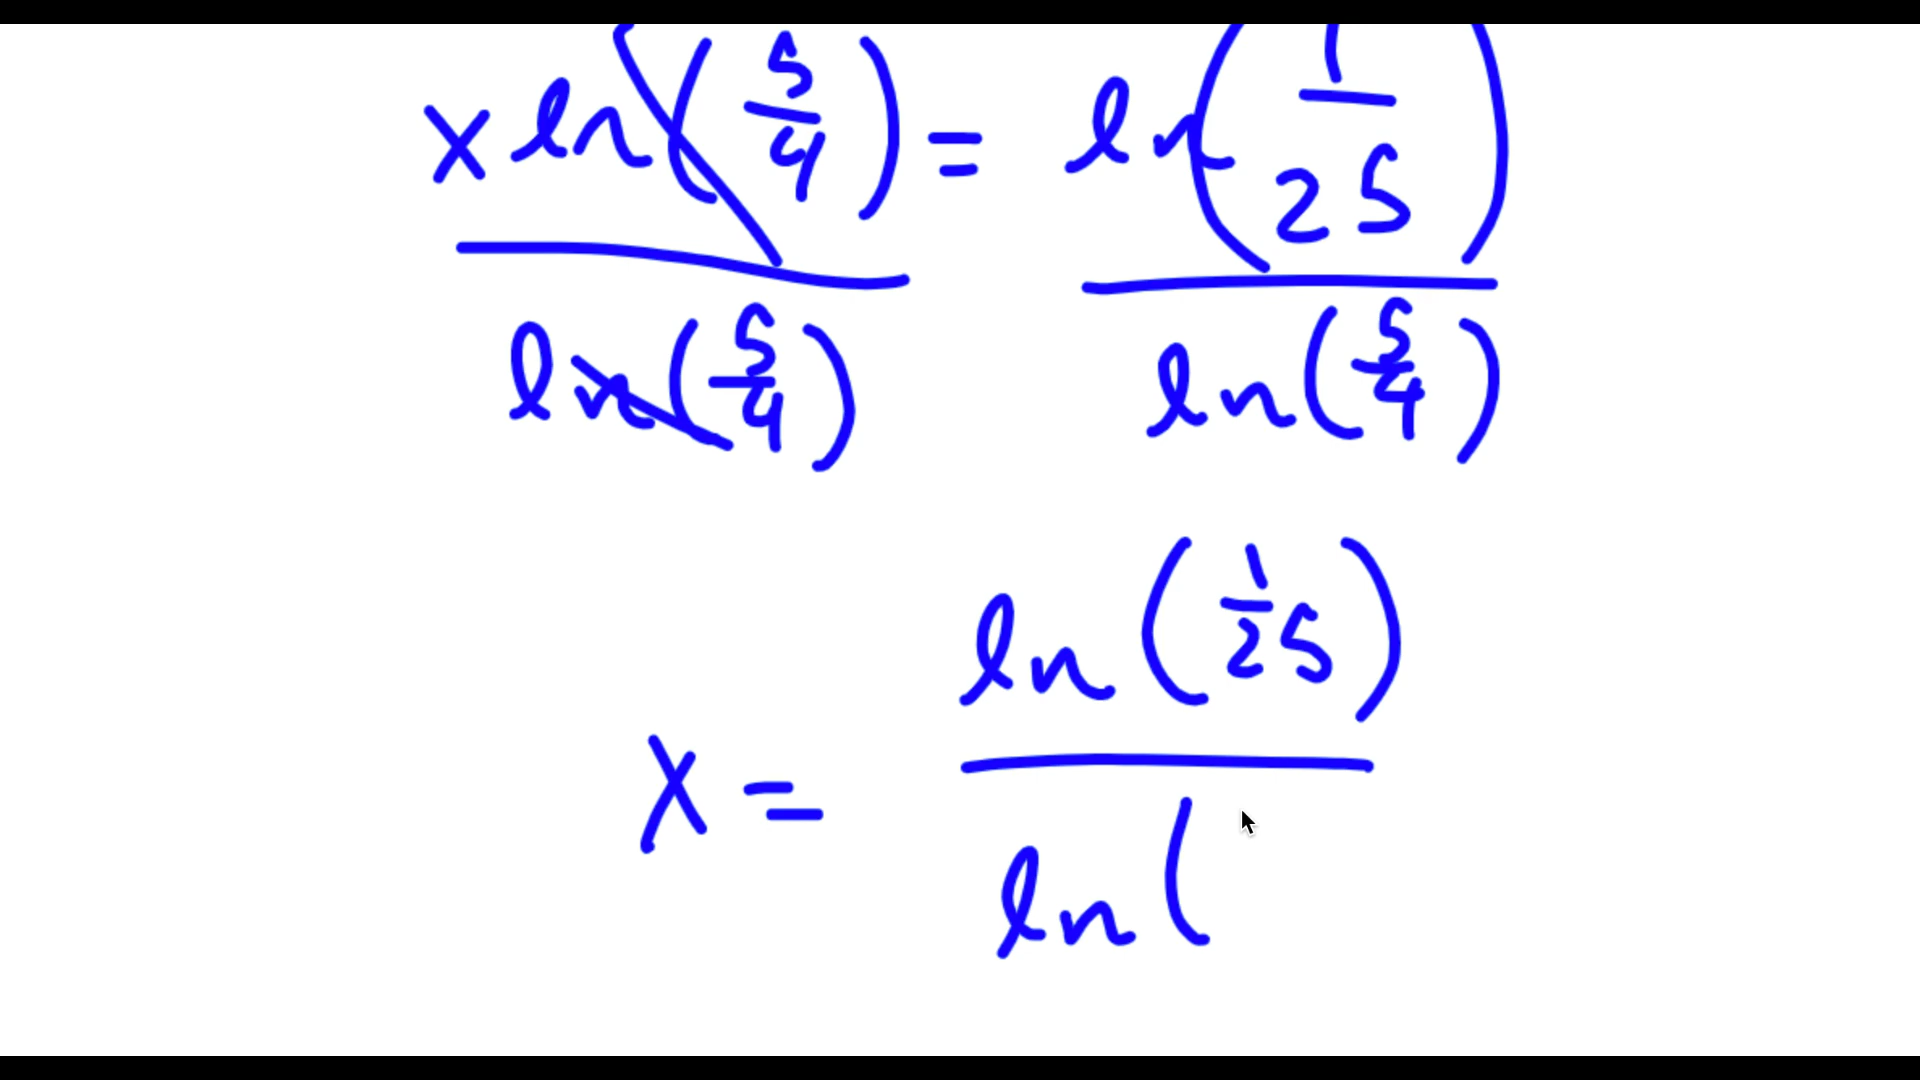 x ln(5/4) = ln(1/25)
ln(5/4) ln(5/4)
x = ln(1/25)
ln(